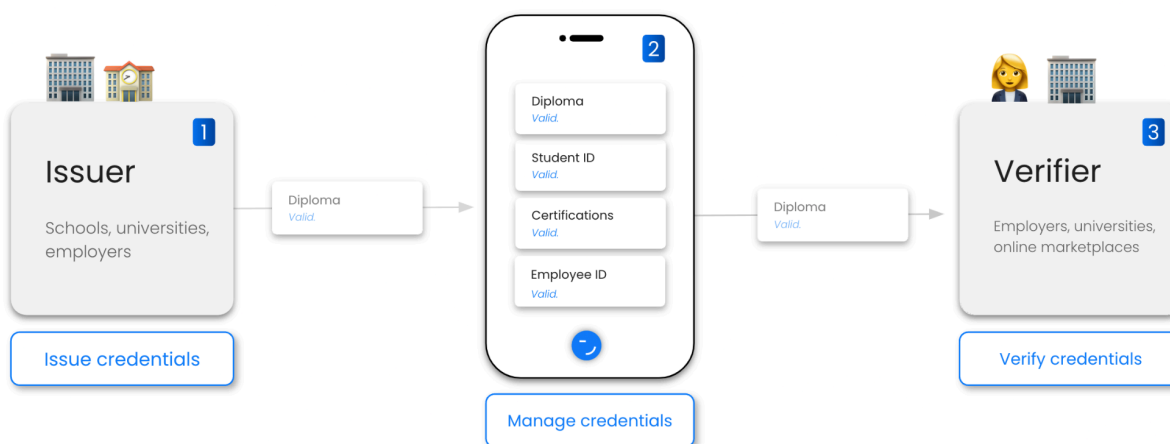 1
Issuer
Schools, universities,
employers
Issue credentials
Diploma
Valid.
2
Diploma
Valid.
Student ID
Valid.
Certifications
Valid.
Employee ID
Valid.
Manage credentials
Diploma
Valid.
3
Verifier
Employers, universities,
online marketplaces
Verify credentials